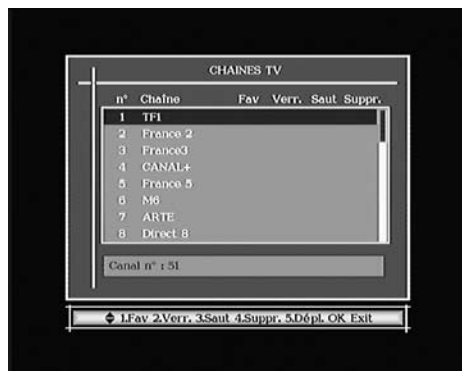 CHAINES TV
n° Chaîne Fav Verr. Saut Suppr.
1 TF1
2 France 2
3 France3
4 CANAL+
5 France 5
6 M6
7 ARTE
8 Direct 8
Canal n° : 51
1.Fav 2.Verr. 3.Saut 4.Suppr. 5.Dépl. OK Exit